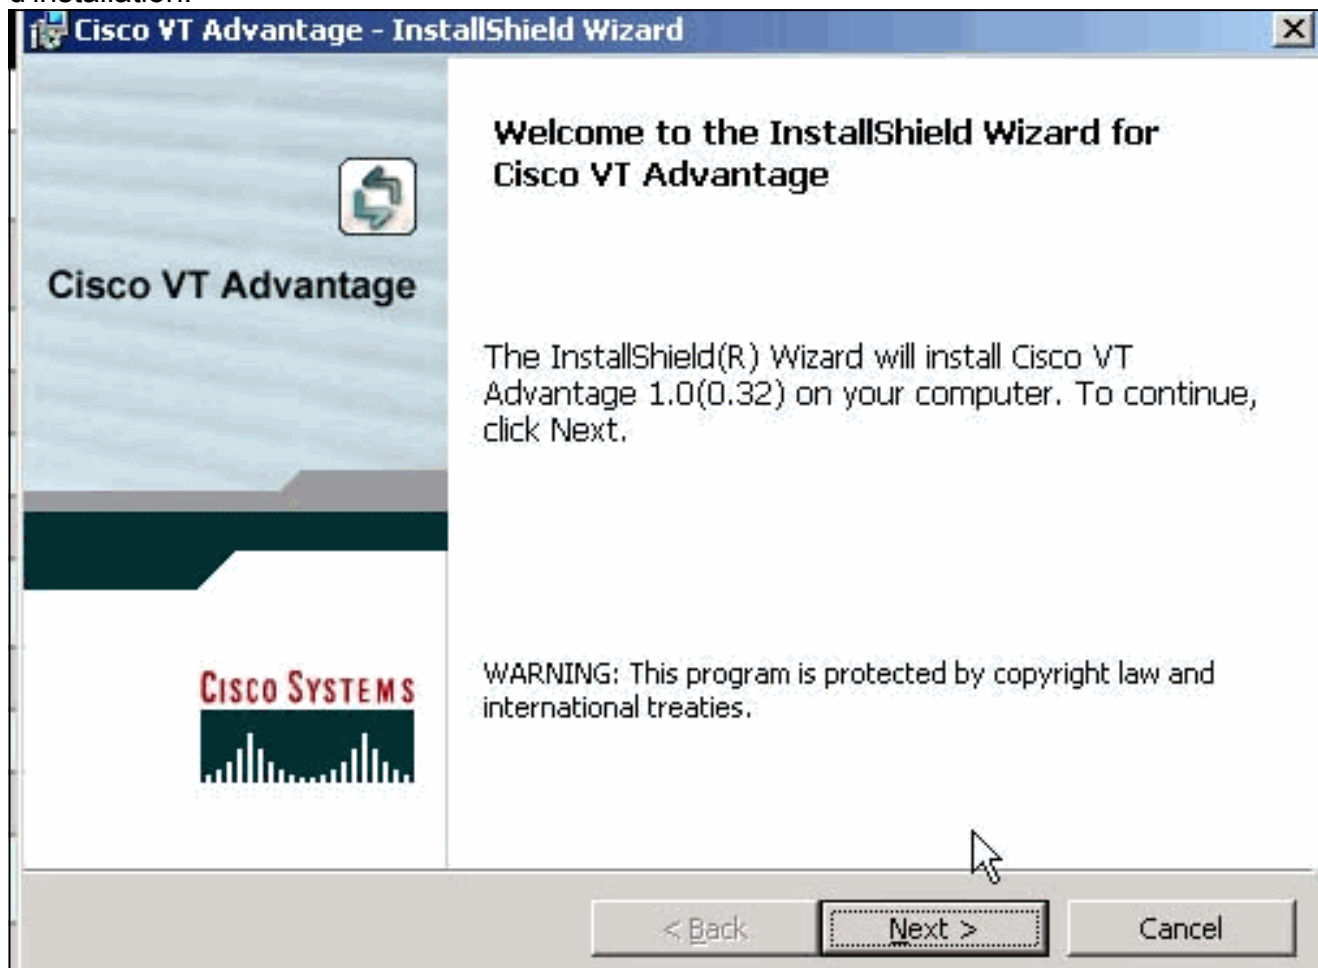 d'installation.
Cisco VT Advantage - InstallShield Wizard
Welcome to the InstallShield Wizard for
Cisco VT Advantage
Cisco VT Advantage
The InstallShield(R) Wizard will install Cisco VT
Advantage 1.0(0.32) on your computer. To continue,
click Next.
CISCO SYSTEMS
WARNING: This program is protected by copyright law and
international treaties.
< Back
Next >
Cancel